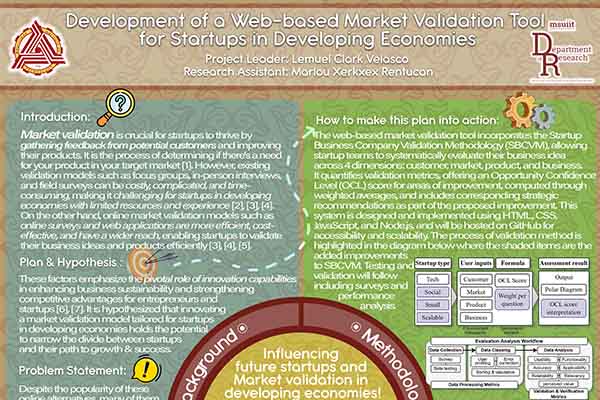 Development of a Web-based Market Validation Tool
for Startups in Developing Economies
Project Leader: Lemuel Clark Velasco
Research Assistant: Marlou Xerkxex Rentucan
msuiit
Department
Research
Introduction:
Market validation is crucial for startups to thrive by
gathering feedback from potential customers and improving
their products. It is the process of determining if there's a need
for your product in your target market [1]. However, existing
validation models such as focus groups, in-person interviews,
and field surveys can be costly, complicated, and time-
consuming, making it challenging for startups in developing
economies with limited resources and experience [2], [3], [4].
On the other hand, online market validation models such as
online surveys and web applications are more efficient, cost-
effective, and have a wider reach, enabling startups to validate
their business ideas and products efficiently [3], [4], [5].
Plan & Hypothesis :
These factors emphasize the pivotal role of innovation capabilities
in enhancing business sustainability and strengthening
competitive advantages for entrepreneurs and
startups [6], [7]. It is hypothesized that innovating
a market validation model tailored for startups
in developing economies holds the potential
to narrow the divide between startups
and their path to growth & success.
Problem Statement:
Despite the popularity of these
online alternatives, many of them
How to make this plan into action:
The web-based market validation tool incorporates the Startup
Business Company Validation Methodology (SBCVM), allowing
startup teams to systematically evaluate their business idea
across 4 dimensions: customer, market, product, and business.
It quantifies validation metrics, offering an Opportunity Confidence
Level (OCL) score for areas of improvement, computed through
weighted averages, and includes corresponding strategic
recommendations as part of the proposed improvement. This
system is designed and implemented using HTML, CSS,
JavaScript, and Node.js, and will be hosted on GitHub for
accessibility and scalability. The process of validation method is
highlighted in the diagram below where the shaded items are the
added improvements
to SBCVM. Testing and
validation will follow
including surveys and
performance
analysis.
Startup type
User inputs
Formula
Assessment result
Tech
Social
Small
Scalable
Customer
Market
Product
Business
OCL Score
Weight per
question
Output
Polar Diagram
OCL score
interpretation
Evaluation Analysis Workflow
Data Collection
Data Cleaning
Data Analysis
Survey
Beta testing
Sorting & validation
Usability
Functionality
Accuracy
Applicability
Reliability
Relevancy
perceived value
Data Processing Metrics
Validation & Verification
Metrics
Background
Methodology
Influencing
future startups and
Market validation in
developing economies!